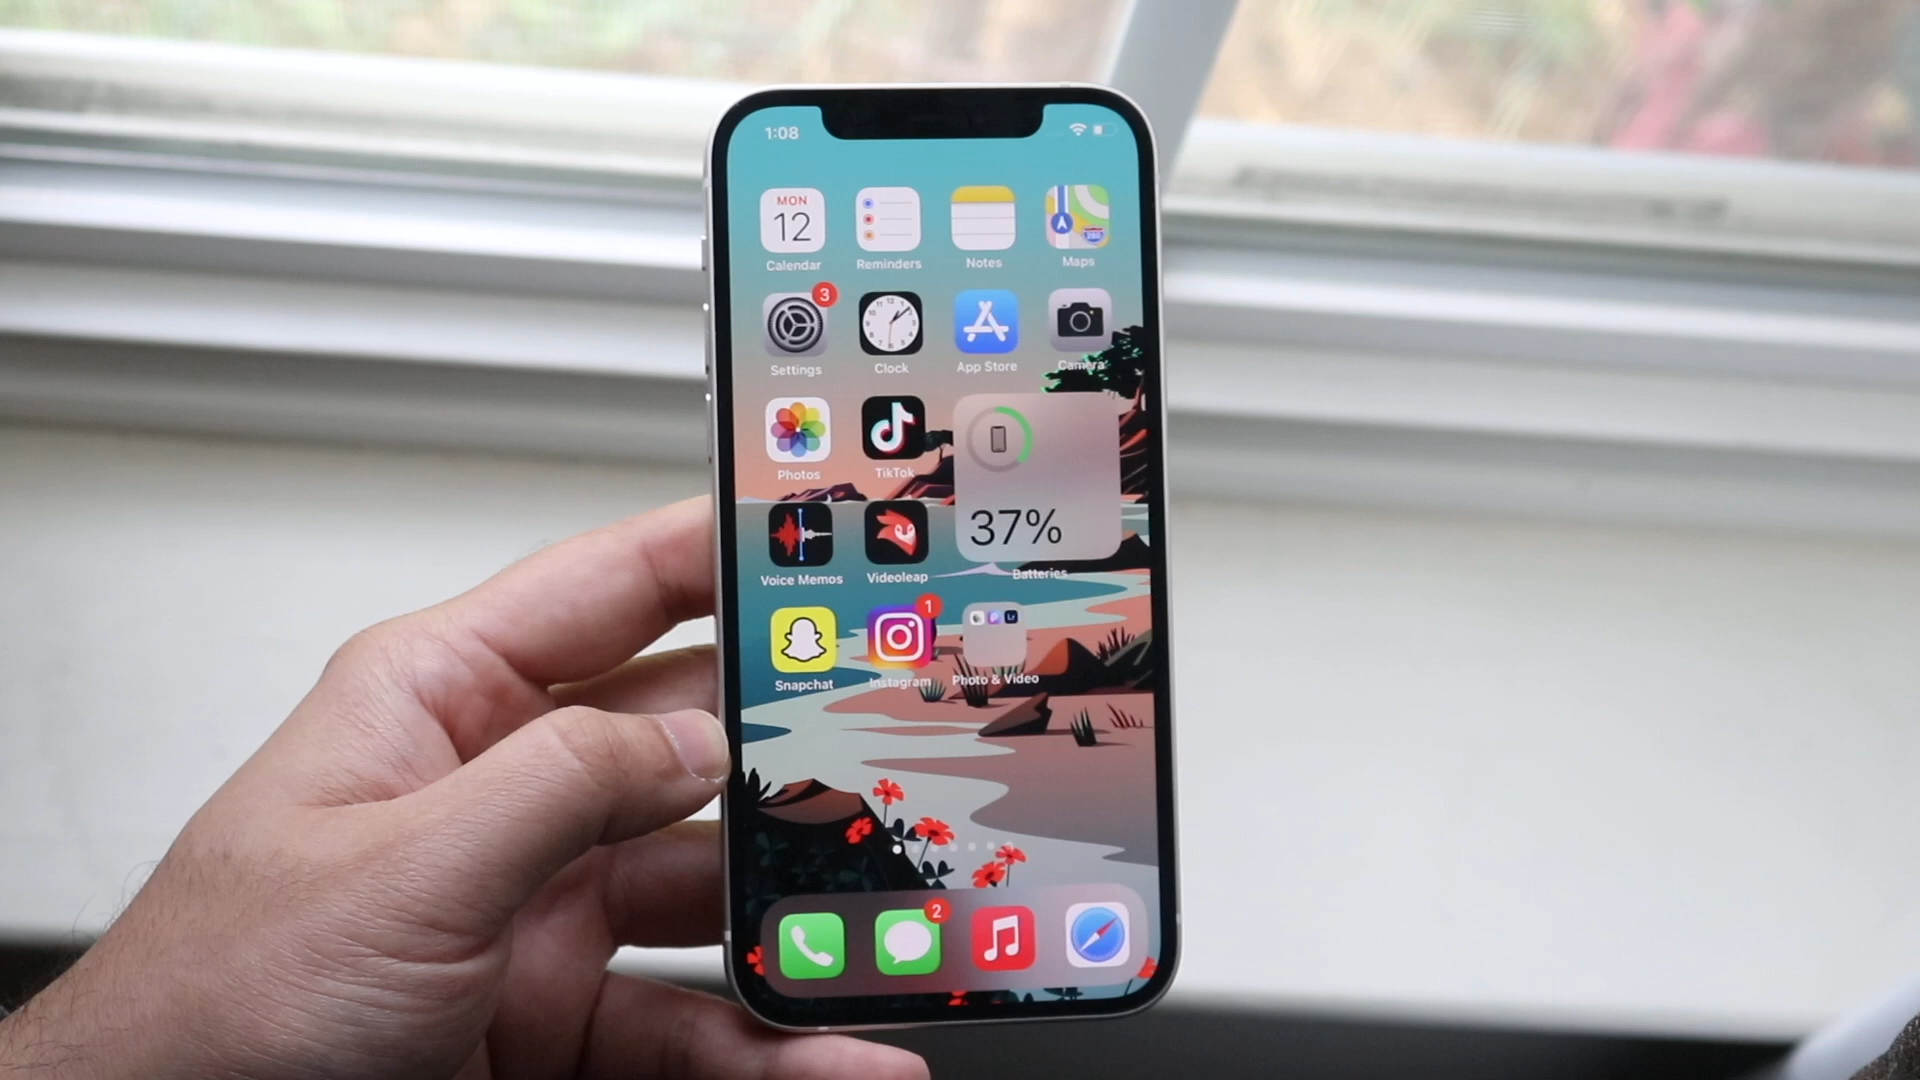 1:08
MON
12
Calendar
Reminders
Notes
Maps
3
Settings
Clock
App Store
Camera
Photos
TikTok
37%
Batteries
Voice Memos
Videoleap
Snapchat
1
Instagram
Photo & Video
Lr
2